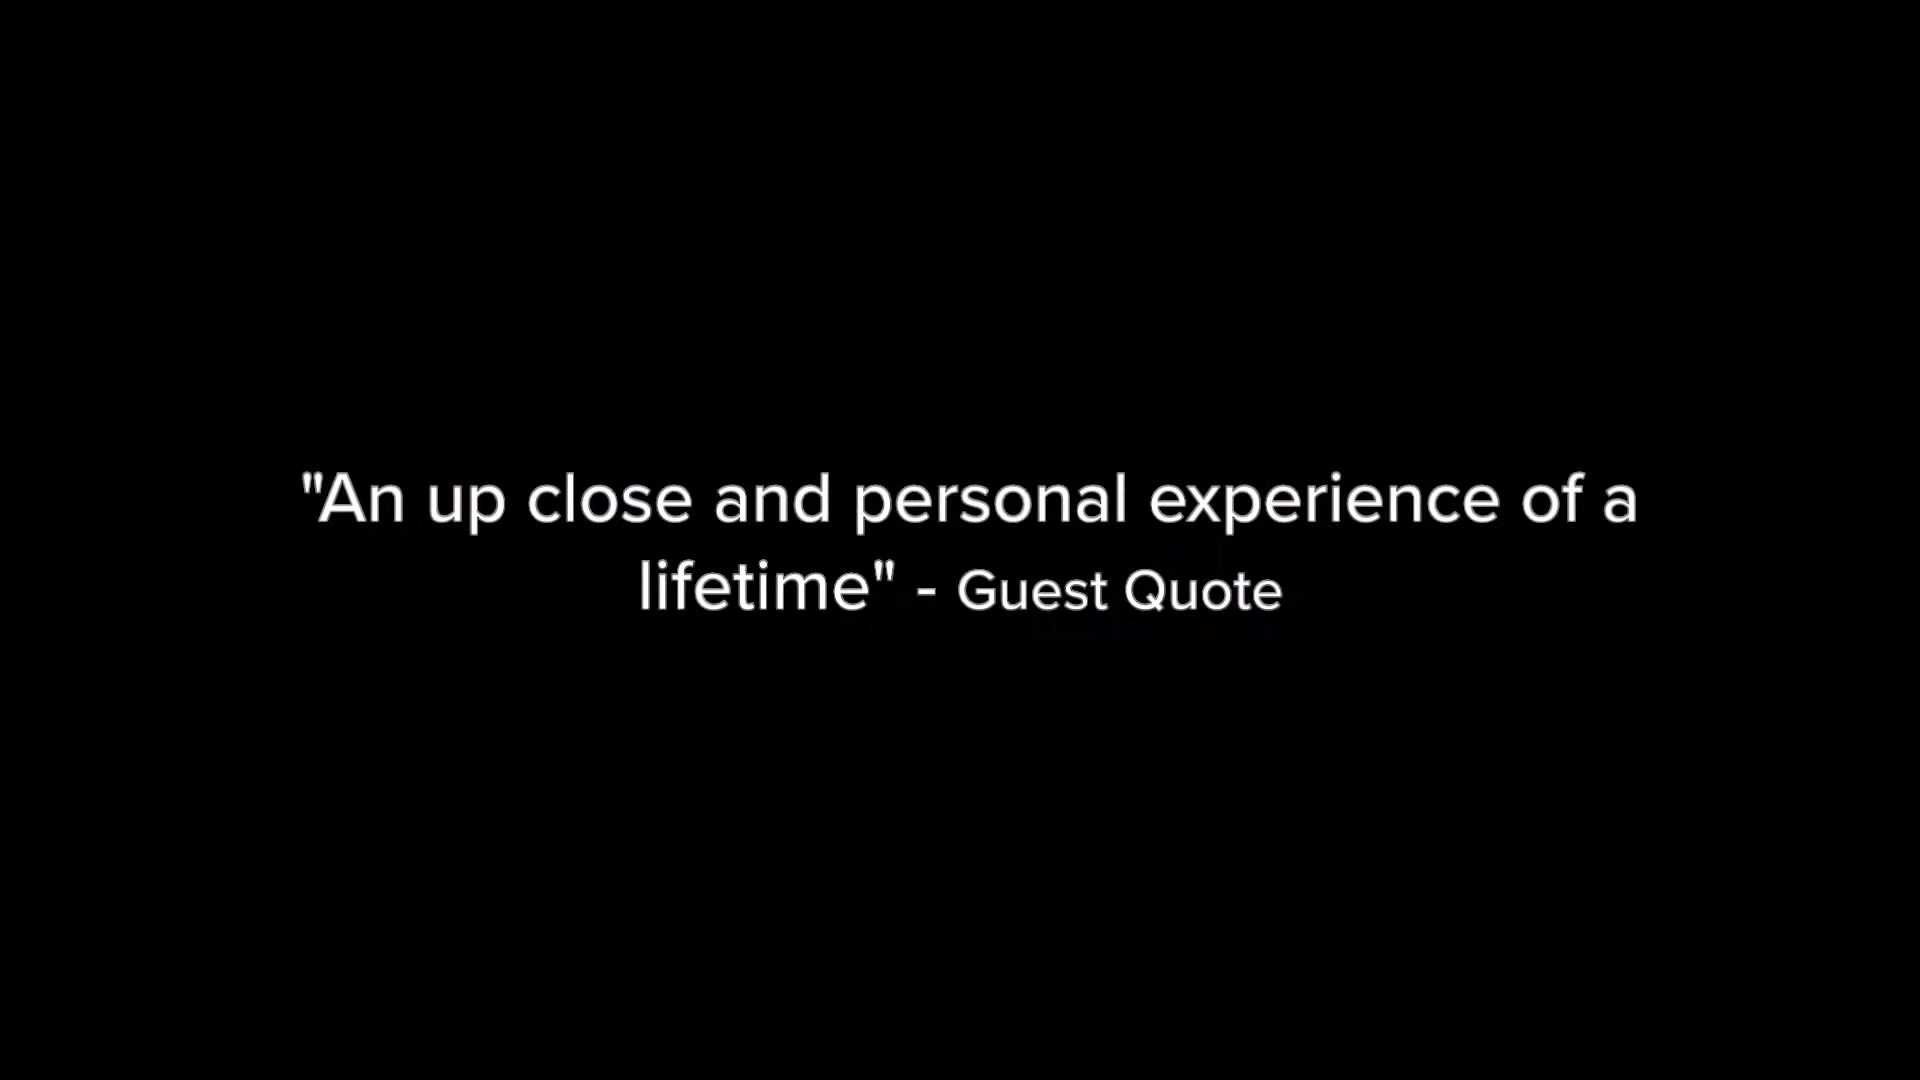 "An up close and personal experience of a
lifetime" - Guest Quote